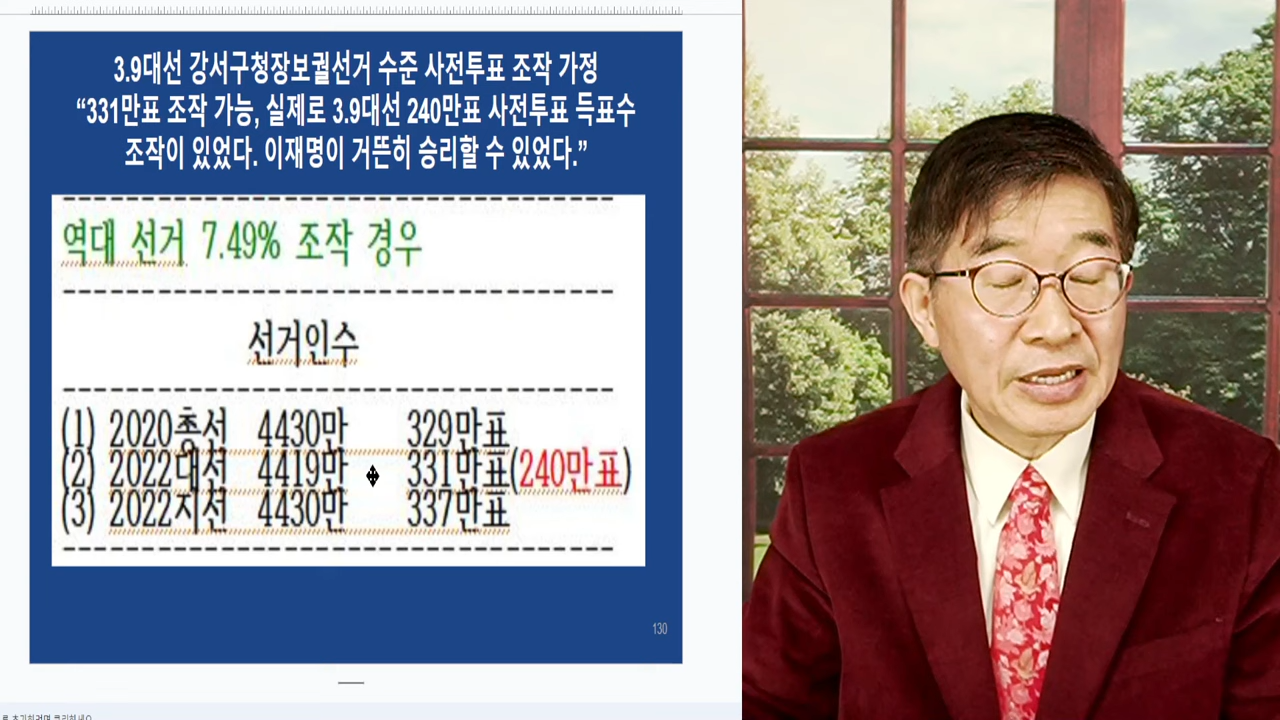 3.9대선 강서구청장보궐선거 수준 사전투표 조작 가정
“331만표 조작 가능, 실제로 3.9대선 240만표 사전투표 득표수
조작이 있었다. 이재명이 거뜬히 승리할 수 있었다.”
역대 선거 7.49% 조작 경우
선거인수
(1) 2020총선 4430만 329만표
(2) 2022대선 4419만 331만표(240만표)
(3) 2022지선 4430만 337만표
130